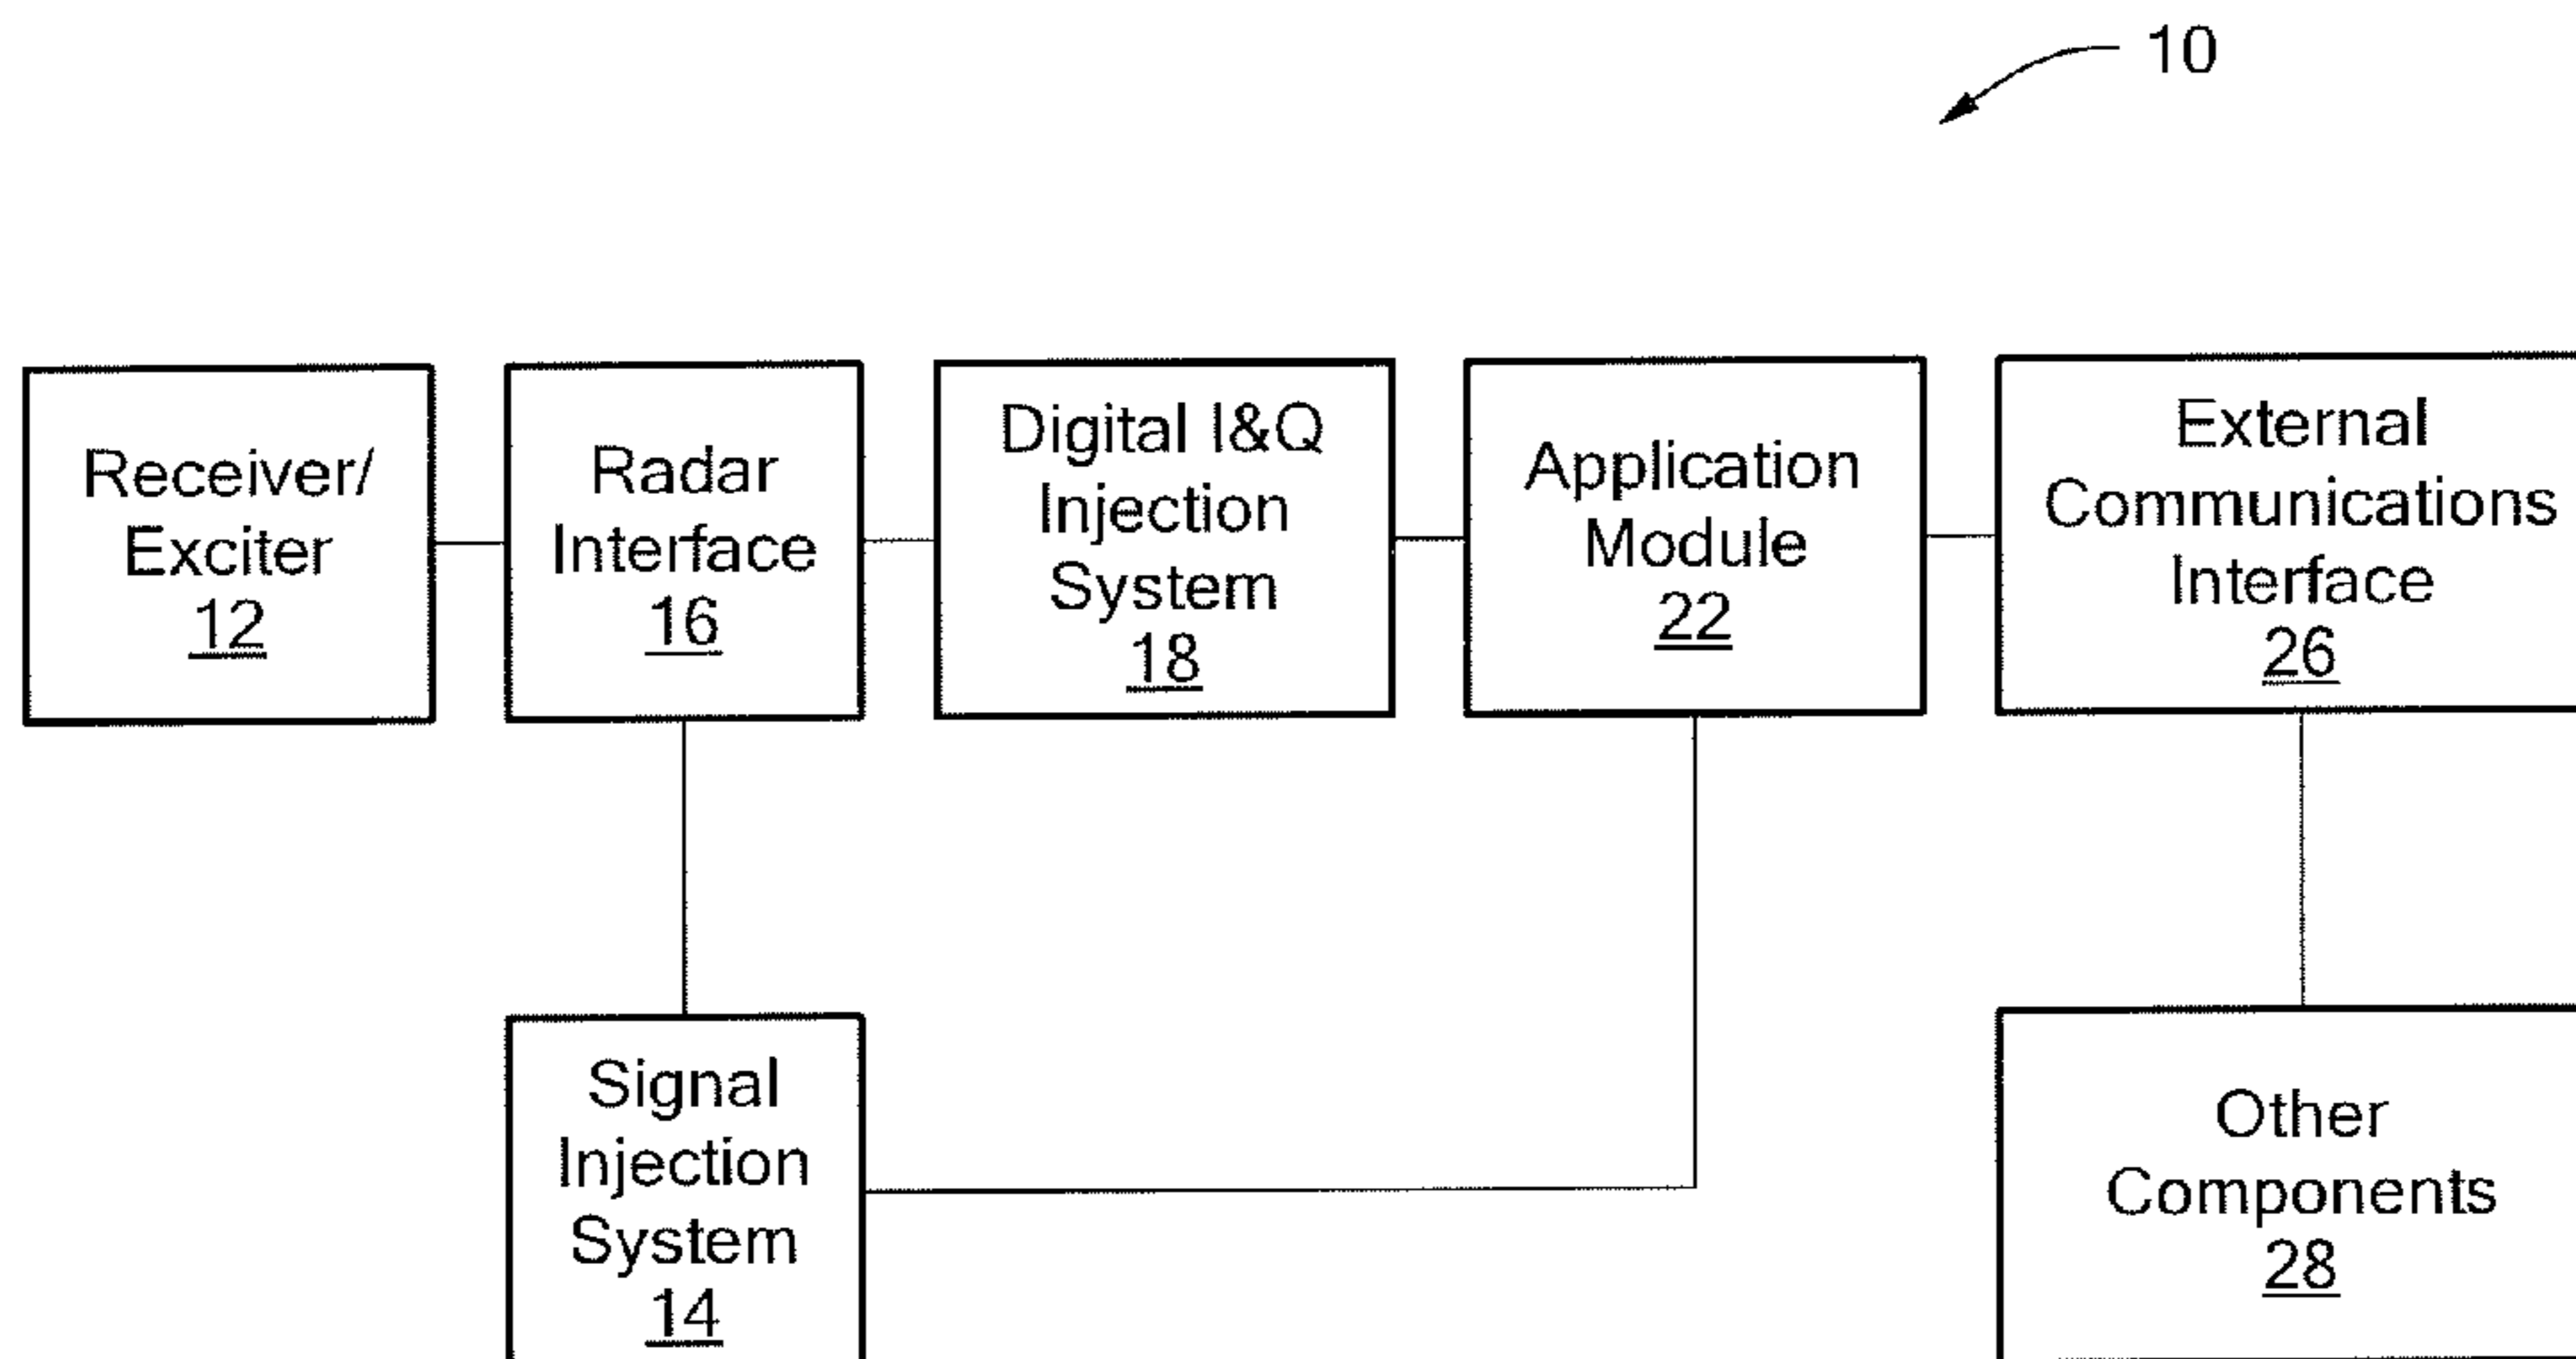 10
Receiver/
Exciter
12
Radar
Interface
16
Digital I&Q
Injection
System
18
Application
Module
22
External
Communications
Interface
26
Signal
Injection
System
14
Other
Components
28